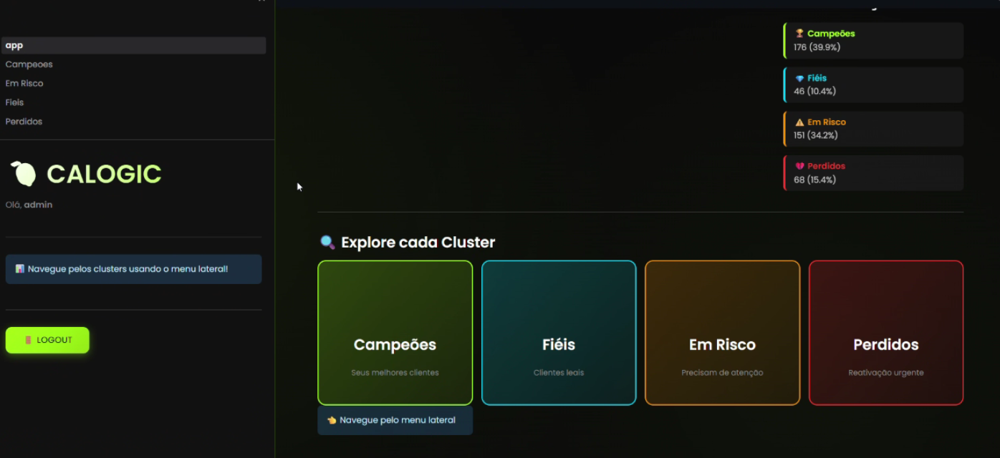 app
Campeoes
Em Risco
Fieis
Perdidos
CALOGIC
Olá, admin
Navegue pelos clusters usando o menu lateral!
LOGOUT
Campeões
176 (39.9%)
Fiéis
46 (10.4%)
Em Risco
151 (34.2%)
Perdidos
68 (15.4%)
Explore cada Cluster
Campeões
Seus melhores clientes
Fiéis
Clientes leais
Em Risco
Precisam de atenção
Perdidos
Reativação urgente
Navegue pelo menu lateral